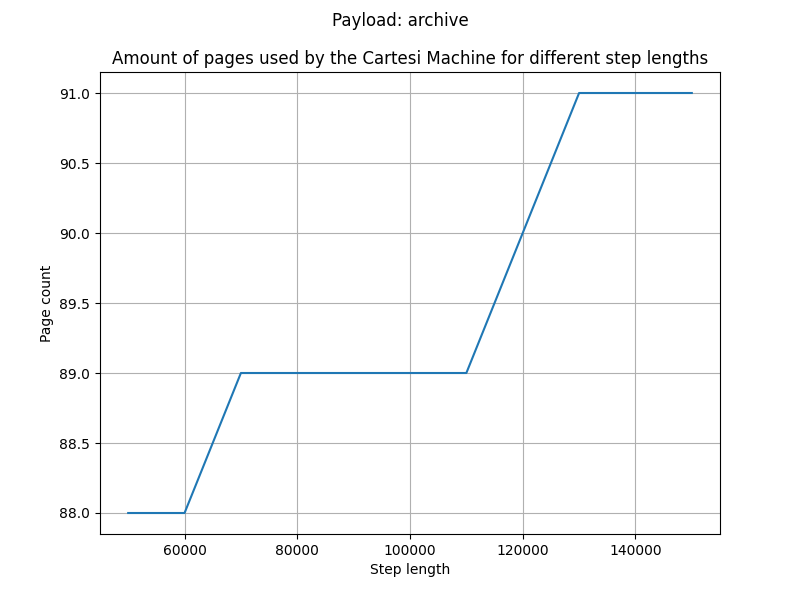 Payload: archive
Amount of pages used by the Cartesi Machine for different step lengths
91.0
90.5
90.0
89.5
89.0
88.5
88.0
Page count
60000 80000 100000 120000 140000
Step length